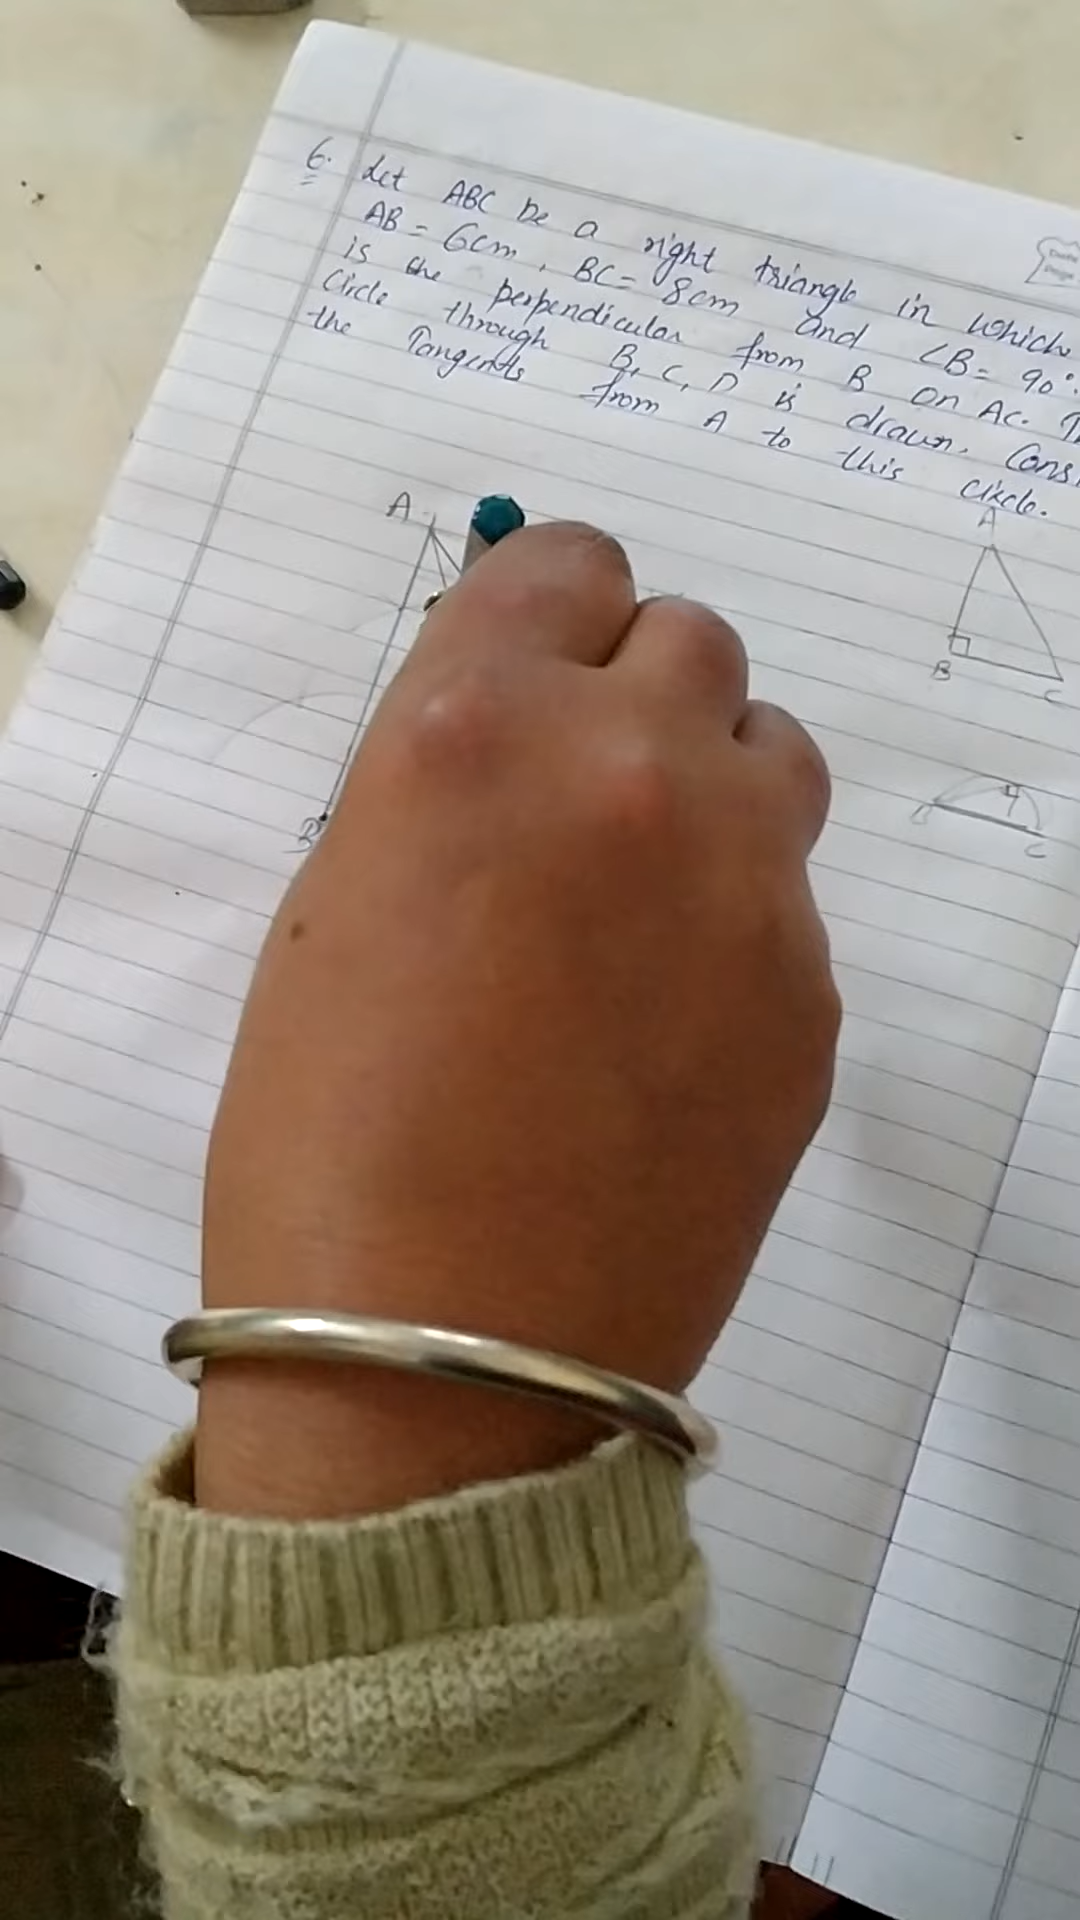 6. Let ABC be a right triangle in which
AB = 6cm, BC = 8cm and ∠B = 90°.
is the perpendicular from B on AC.
Circle through B, C, D is drawn.
the Tangents from A to this circle.
A
A
B
C
B
C